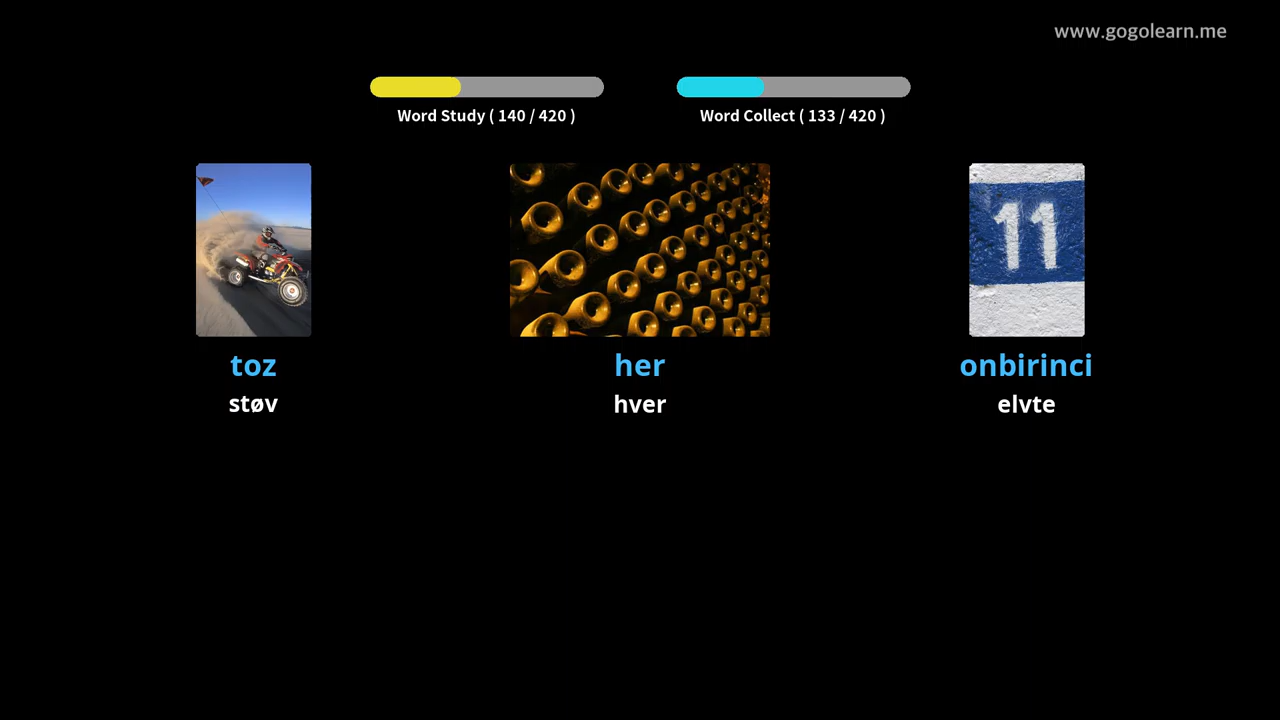 www.gogolearn.me
Word Study ( 140 / 420 )
Word Collect ( 133 / 420 )
11
toz
støv
her
hver
onbirinci
elvte